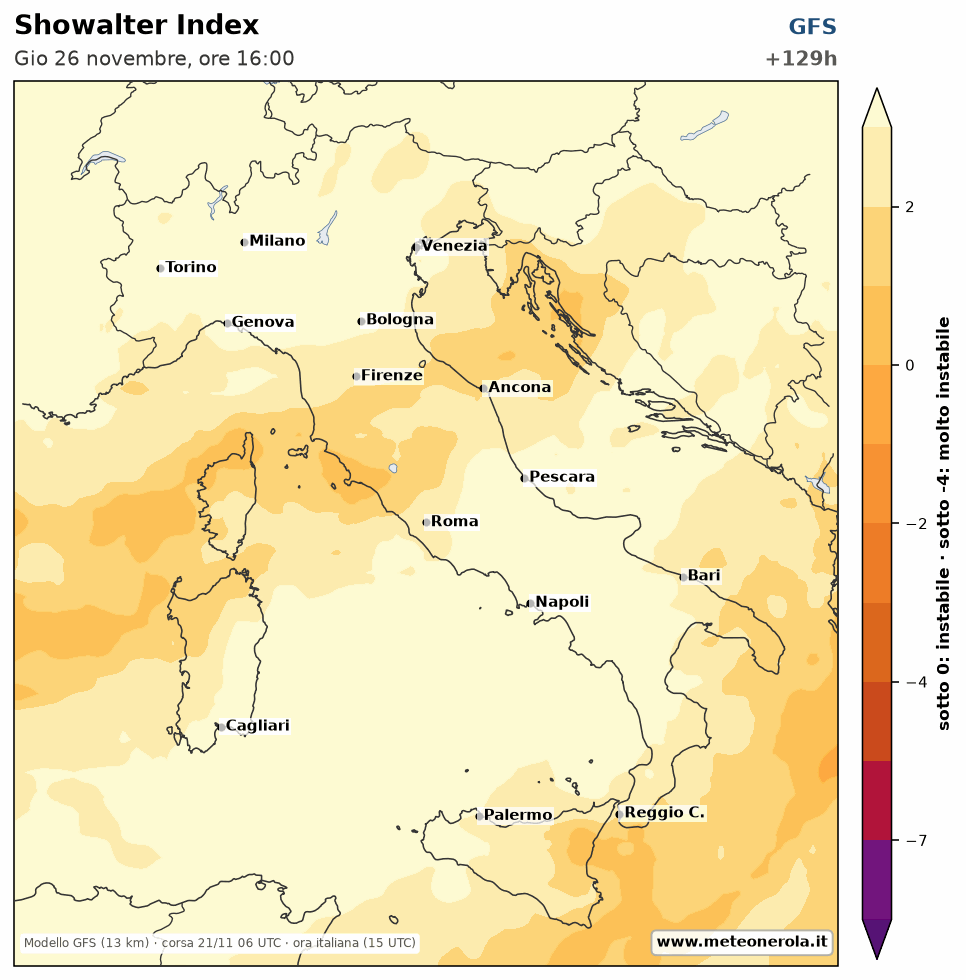 Showalter Index
GFS
Gio 26 novembre, ore 16:00
+129h
Milano
Venezia
Torino
Genova
Bologna
Firenze
Ancona
Pescara
Roma
Bari
Napoli
Cagliari
Palermo
Reggio C.
Modello GFS (13 km) · corsa 21/11 06 UTC · ora italiana (15 UTC)
www.meteonerola.it
2
0
−2
−4
−7
sotto 0: instabile · sotto -4: molto instabile